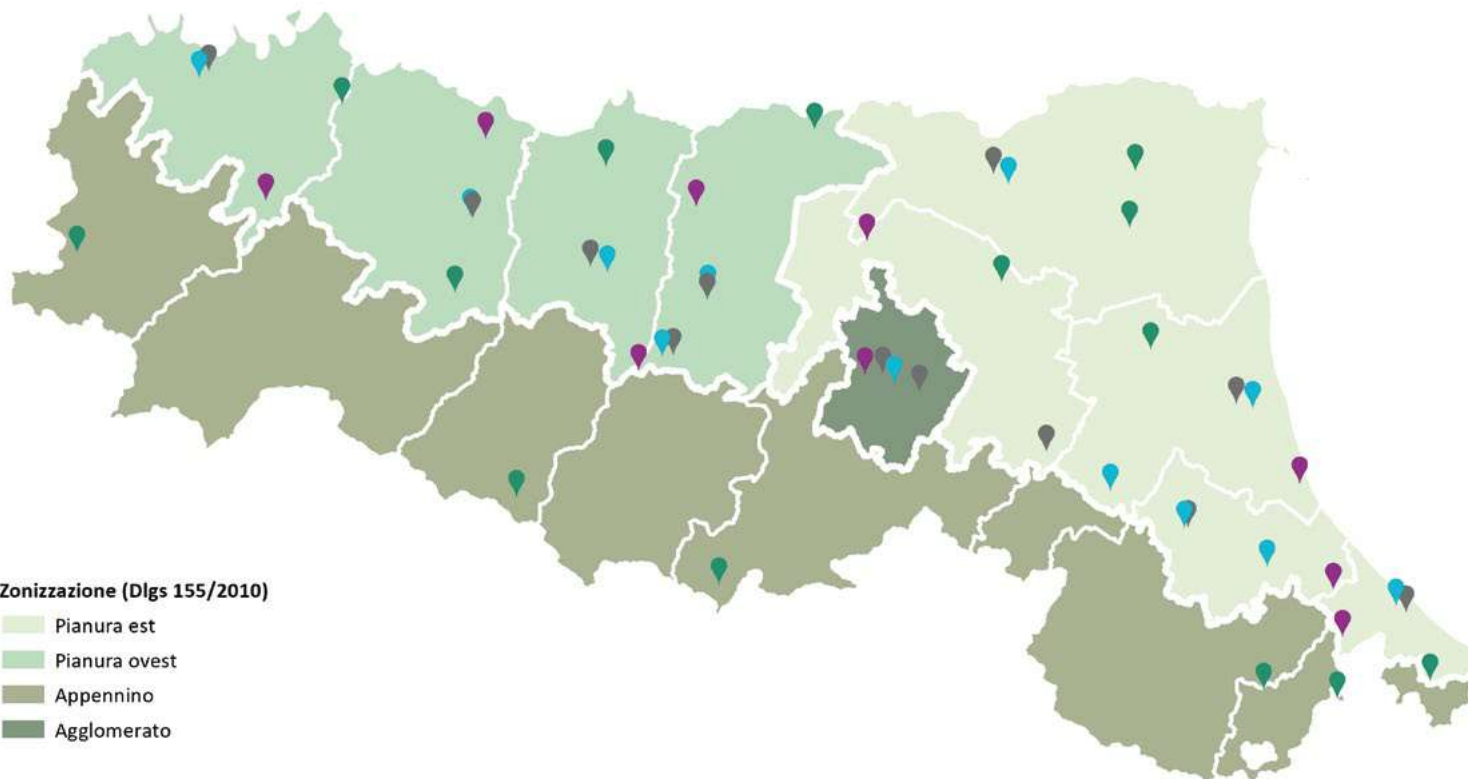 Zonizzazione (Dlgs 155/2010)
Pianura est
Pianura ovest
Appennino
Agglomerato